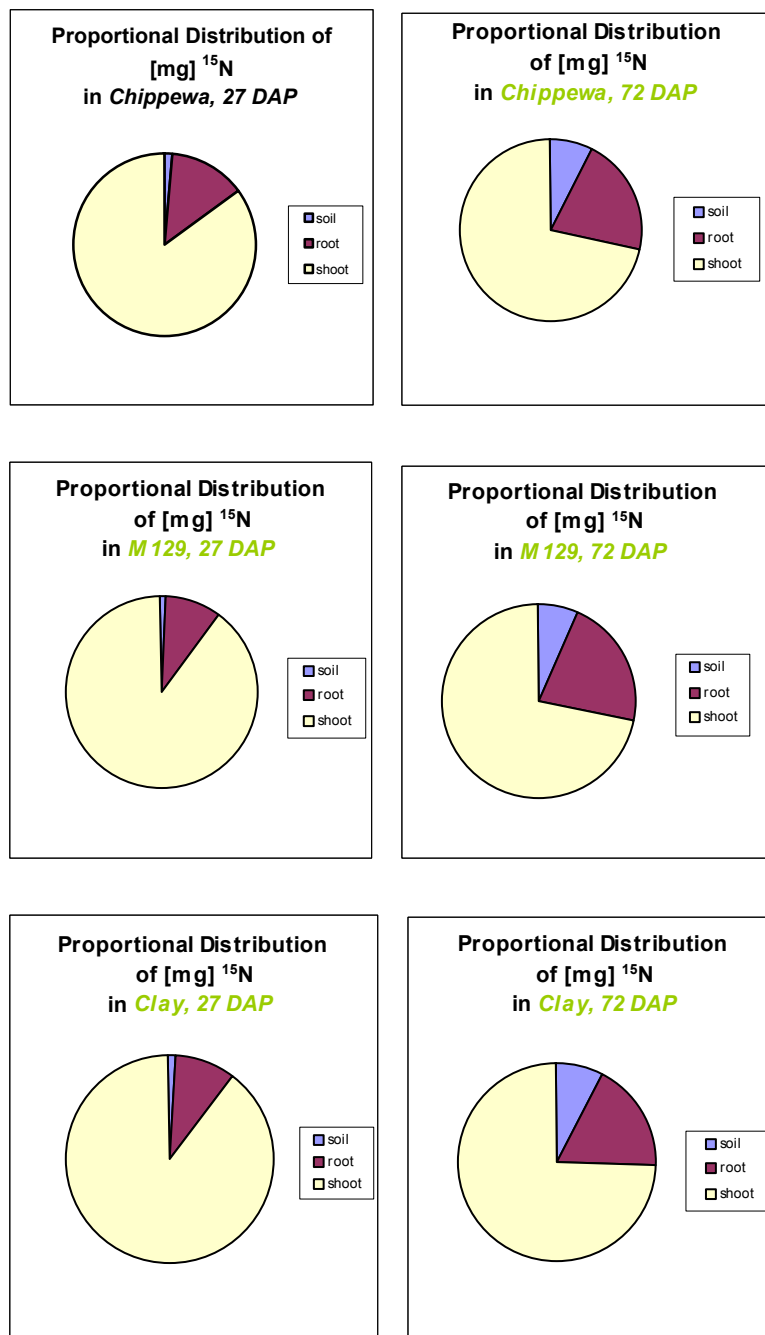 Proportional Distribution of
[mg] ¹⁵N
in Chippewa, 27 DAP
soil
root
shoot
Proportional Distribution
of [mg] ¹⁵N
in Chippewa, 72 DAP
soil
root
shoot
Proportional Distribution
of [mg] ¹⁵N
in M129, 27 DAP
soil
root
shoot
Proportional Distribution
of [mg] ¹⁵N
in M129, 72 DAP
soil
root
shoot
Proportional Distribution
of [mg] ¹⁵N
in Clay, 27 DAP
soil
root
shoot
Proportional Distribution
of [mg] ¹⁵N
in Clay, 72 DAP
soil
root
shoot